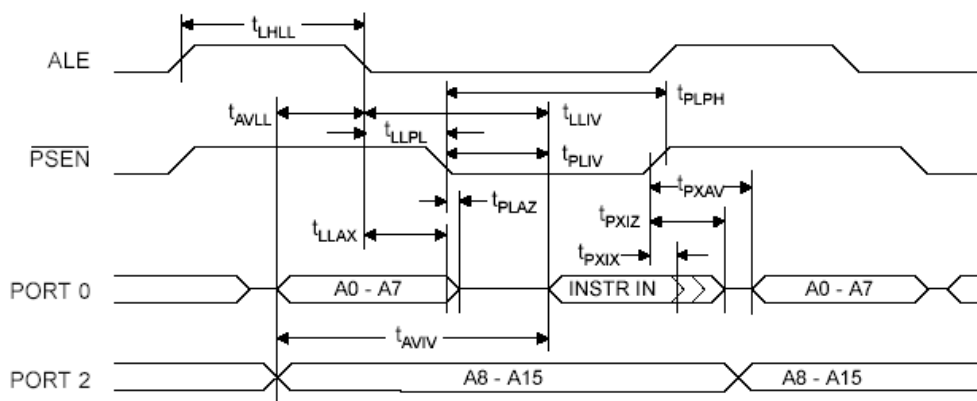 tLHLL
ALE
tPLPH
tAVLL
tLLIV
tLLPL
PSEN
tPLIV
tPXAV
tPLAZ
tPXIZ
tLLAX
tPXIX
PORT 0
A0 - A7
INSTR IN
A0 - A7
tAVIV
PORT 2
A8 - A15
A8 - A15